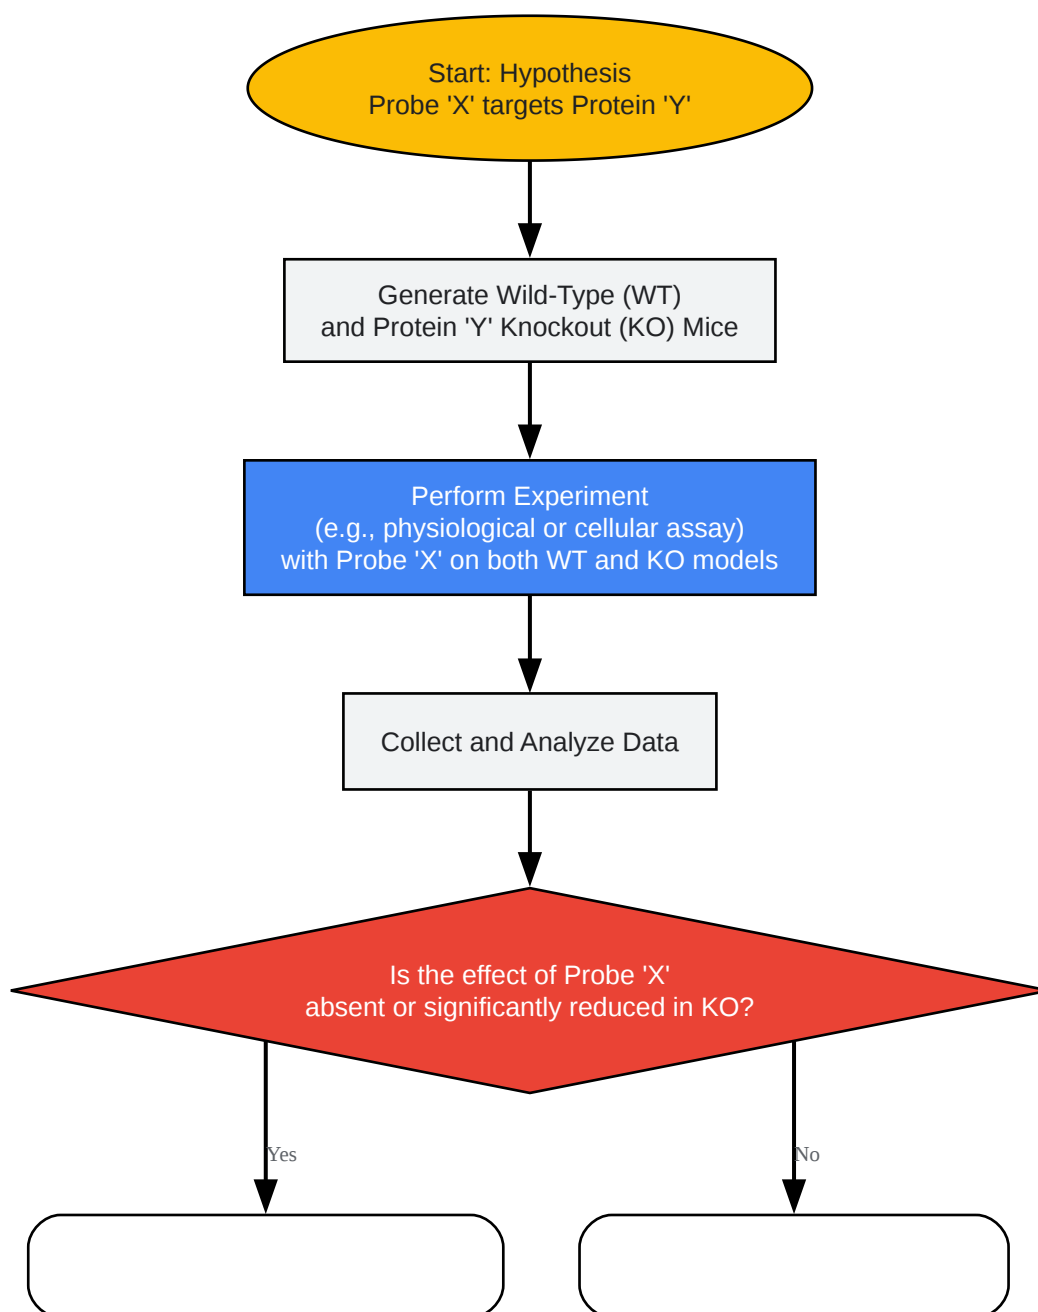 Start: Hypothesis
Probe 'X' targets Protein 'Y'
Generate Wild-Type (WT)
and Protein 'Y' Knockout (KO) Mice
Perform Experiment
(e.g., physiological or cellular assay)
with Probe 'X' on both WT and KO models
Collect and Analyze Data
Is the effect of Probe 'X'
absent or significantly reduced in KO?
Yes
No